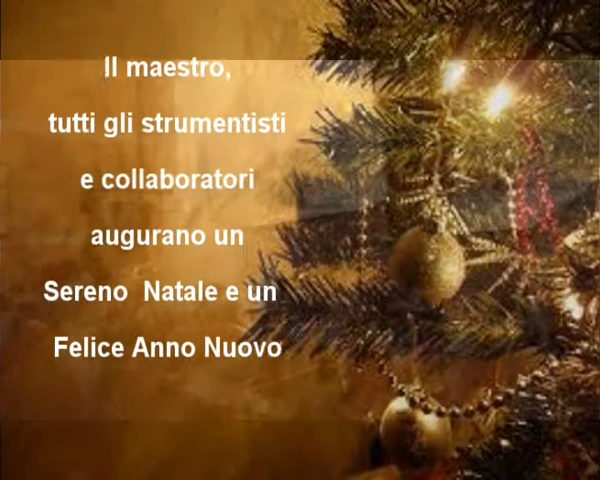 Il maestro,
tutti gli strumentisti
e collaboratori
augurano un
Sereno  Natale e un
Felice Anno Nuovo